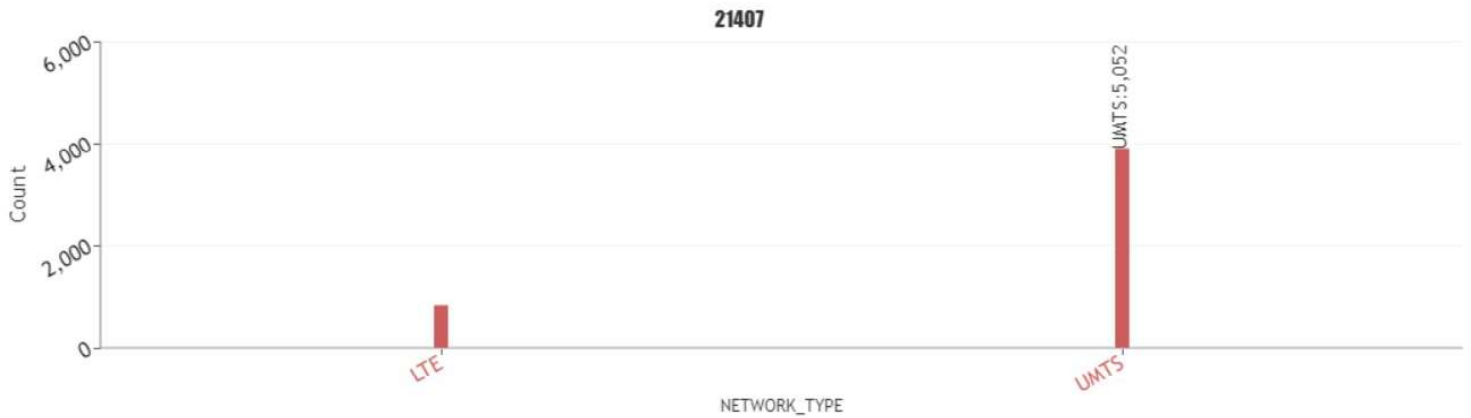 21407
6,000
4,000
2,000
0
Count
UMTS:5,052
LTE
UMTS
NETWORK_TYPE